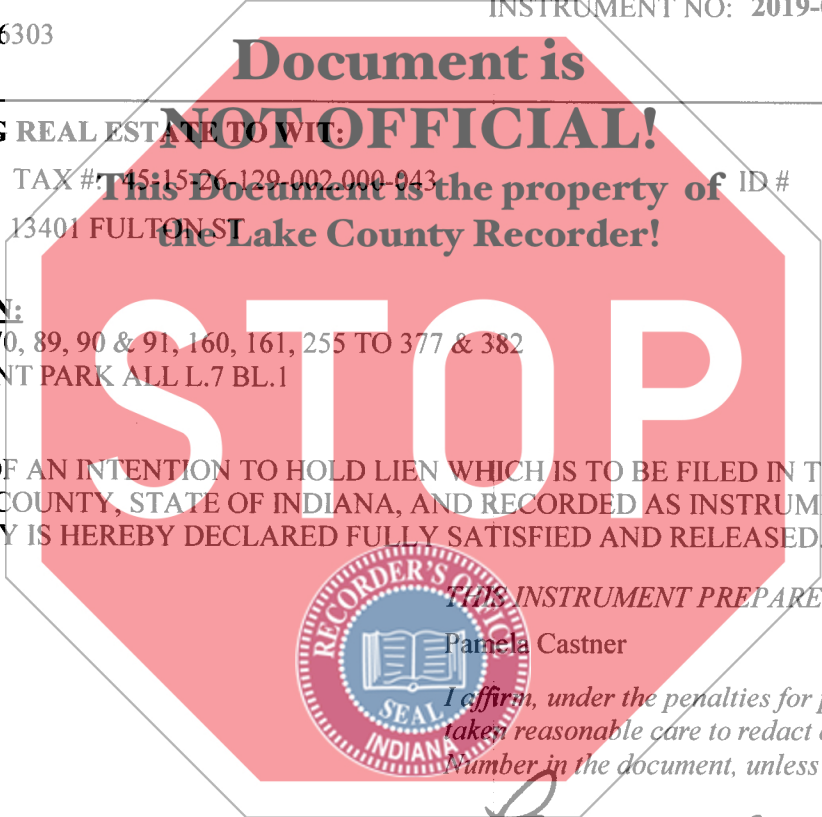 INSTRUMENT NO: 2019-
6303
Document is
NOT OFFICIAL!
G REAL ESTATE TO WIT:
TAX #: 45-15-26-129-002.000-043 ID #
This Document is the property of
13401 FULTON ST
the Lake County Recorder!
N:
70, 89, 90 & 91, 160, 161, 255 TO 377 & 382
NT PARK ALL L.7 BL.1
STOP
OF AN INTENTION TO HOLD LIEN WHICH IS TO BE FILED IN T
COUNTY, STATE OF INDIANA, AND RECORDED AS INSTRUM
Y IS HEREBY DECLARED FULLY SATISFIED AND RELEASED.
RECORDER'S OFFICE
SEAL
INDIANA
THIS INSTRUMENT PREPARE
Pamela Castner
I affirm, under the penalties for p
taken reasonable care to redact
Number in the document, unless